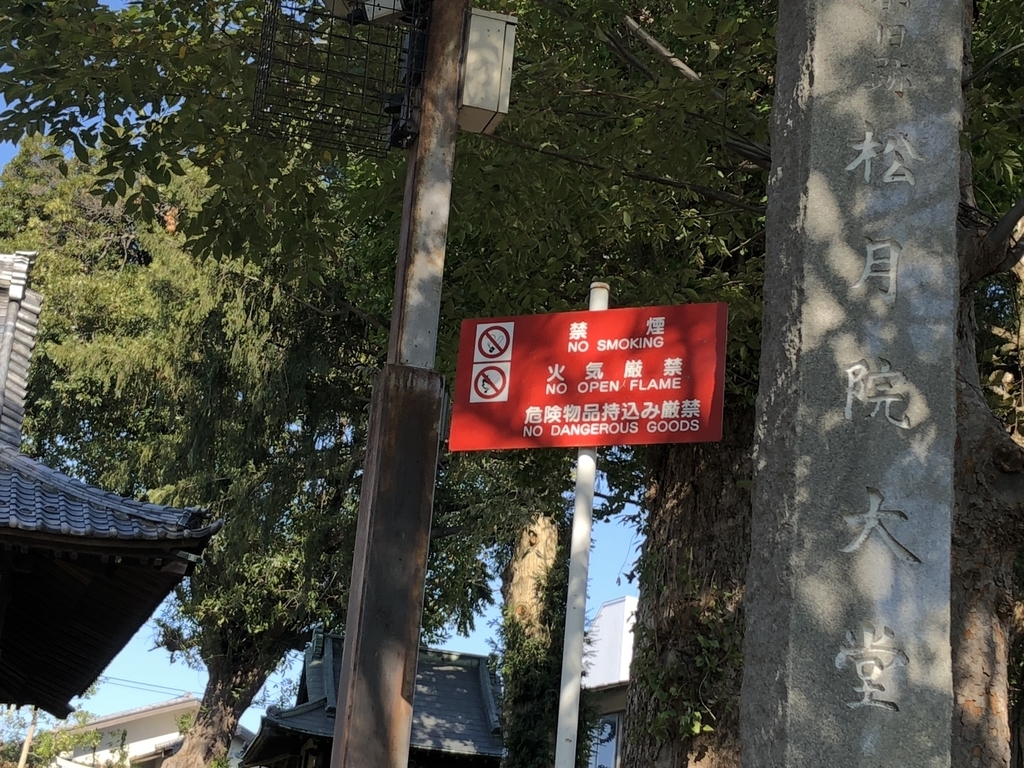 禁煙
NO SMOKING
火気厳禁
NO OPEN FLAME
危険物品持込み厳禁
NO DANGEROUS GOODS
松月院大堂